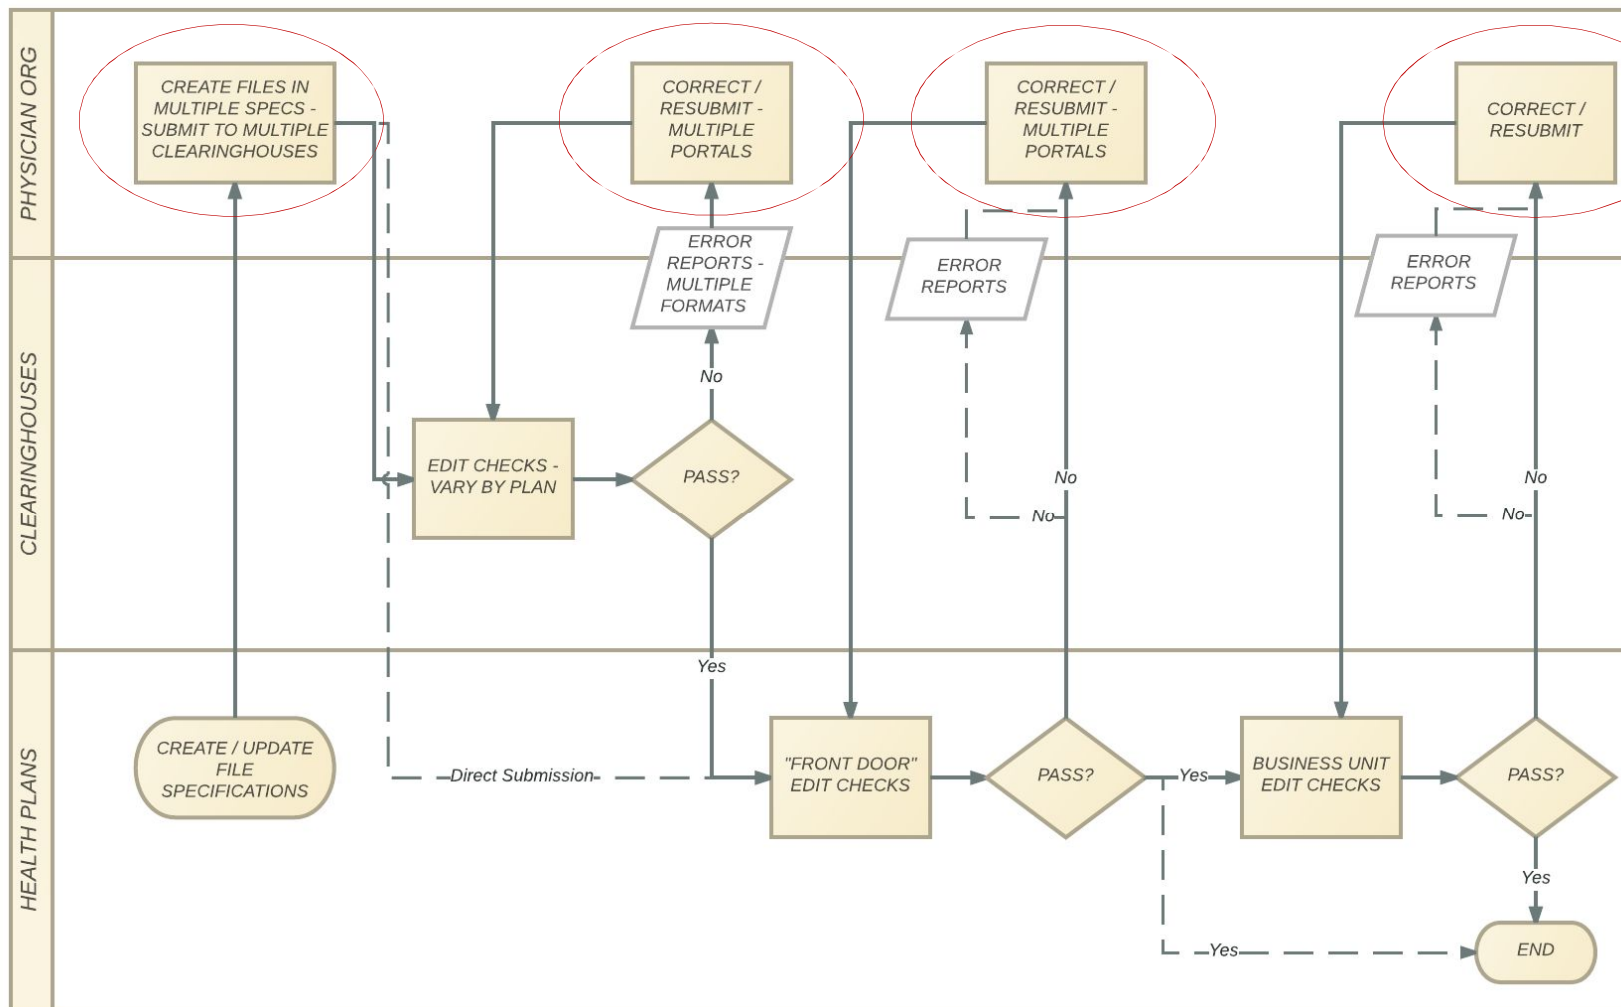 PHYSICIAN ORG
CREATE FILES IN
MULTIPLE SPECS -
SUBMIT TO MULTIPLE
CLEARINGHOUSES
CORRECT /
RESUBMIT -
MULTIPLE
PORTALS
CORRECT /
RESUBMIT -
MULTIPLE
PORTALS
CORRECT /
RESUBMIT
ERROR
REPORTS -
MULTIPLE
FORMATS
ERROR
REPORTS
ERROR
REPORTS
CLEARINGHOUSES
No
EDIT CHECKS -
VARY BY PLAN
PASS?
No
No
No
No
Yes
HEALTH PLANS
CREATE / UPDATE
FILE
SPECIFICATIONS
Direct Submission
"FRONT DOOR"
EDIT CHECKS
PASS?
Yes
BUSINESS UNIT
EDIT CHECKS
PASS?
Yes
Yes
END